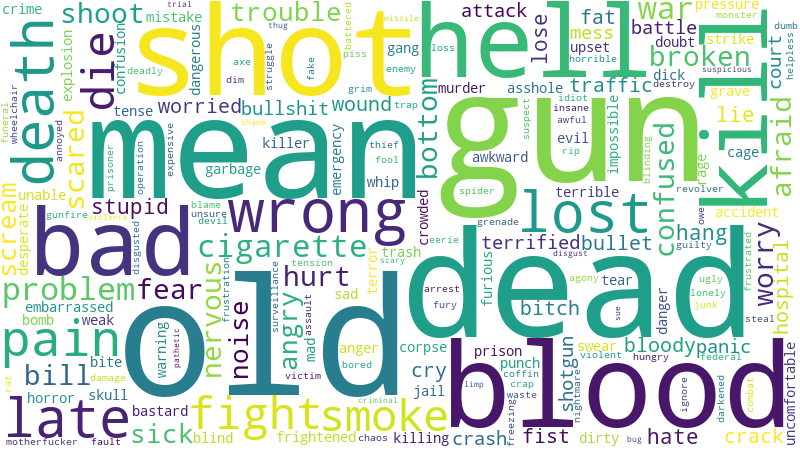 crime
shoot
trouble
trial
mistake
shot
battered
missile
hell
attack
fat
war
pressure
monster
death
die
explosion
confusion
dangerous
axe
dim
struggle
thug
fake
piss
grim
gang
enemy
loss
lose
mess
upset
horrible
battle
doubt
strike
broken
dick
destroy
suspicious
court
dumb
helpless
kill
deadly
tense
worried
bullshit
wound
trap
murder
asshole
traffic
grave
lie
funeral
wheelchair
annoyed
scared
mean
shame
bottom
gun
idiot
insane
awful
evil
rip
suspect
impossible
blinding
rage
cage
afraid
prisoner
operation
expensive
garbage
killer
emergency
thief
fool
whip
awkward
spider
terrible
confused
revolver
owe
accident
scream
unable
desperate
stupid
gunfire
violence
blame
unsure
devil
wrong
crowded
grenade
lost
hang
guilty
worry
frustrated
hospital
bad
disgusted
cigarette
trash
tension
scary
terror
eerie
terrified
bullet
disgust
furious
agony
tear
ugly
lonely
junk
problem
fear
nervous
frustration
surveillance
hurt
sad
arrest
fury
dead
bitch
sue
danger
steal
embarrassed
bomb
weak
old
warning
pathetic
noise
angry
mad
assault
anger
bored
corpse
prison
punch
shotgun
swear
violent
bloody
panic
hungry
federal
uncomfortable
pain
bite
bill
damage
rat
skull
horror
victim
cry
jail
limp
coffin
crap
waste
nightmare
blood
ignore
darkened
combat
late
bastard
fight
criminal
smoke
motherfucker
fault
sick
blind
frightened
chaos
killing
crash
freezing
fist
dirty
bug
hate
crack